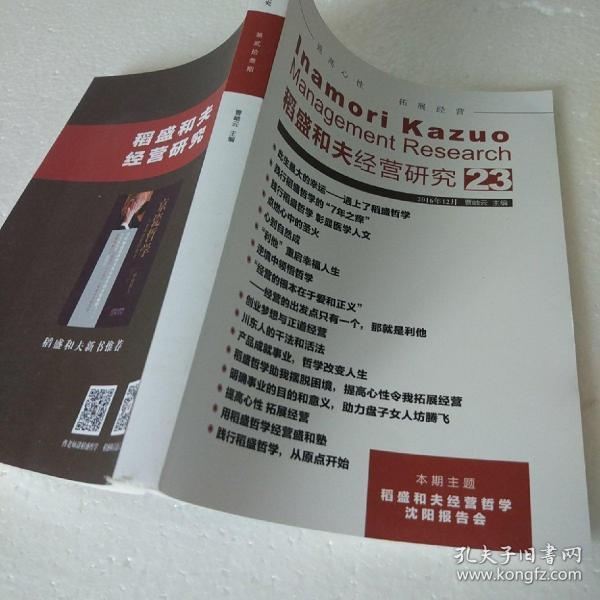 提高心性 拓展经营
Inamori Kazuo
Management Research
稻盛和夫经营研究 23
2016年12月 曹岫云 主编
此生最大的幸运——遇上了稻盛哲学
践行稻盛哲学的“7年之痒”
践行稻盛哲学 彰显医学人文
点燃心中的圣火
心到自然成
“利他”重启幸福人生
逆境中领悟哲学
“经营的根本在于爱和正义”
——经营的出发点只有一个，那就是利他
创业梦想与正道经营
川东人的干法和活法
产品成就事业，哲学改变人生
稻盛哲学助我摆脱困境，提高心性令我拓展经营
明确事业的目的和意义，助力盘子女人坊腾飞
提高心性 拓展经营
用稻盛哲学经营盛和塾
践行稻盛哲学，从原点开始
本期主题
稻盛和夫经营哲学
沈阳报告会
第贰拾叁期
曹岫云 主编
稻盛和夫
经营研究
稻盛和夫新书推荐
孔夫子旧书网
www.kongfz.com